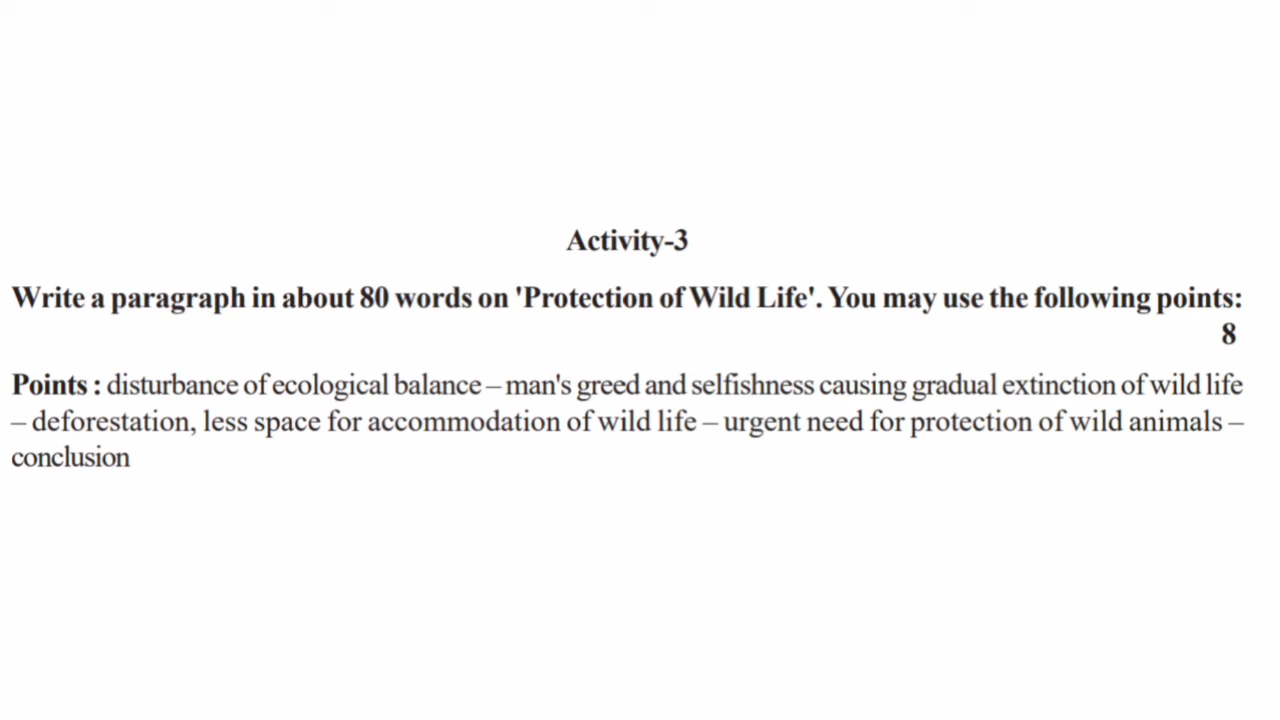 Activity-3
Write a paragraph in about 80 words on 'Protection of Wild Life'. You may use the following points:
8
Points : disturbance of ecological balance – man's greed and selfishness causing gradual extinction of wild life
– deforestation, less space for accommodation of wild life – urgent need for protection of wild animals –
conclusion